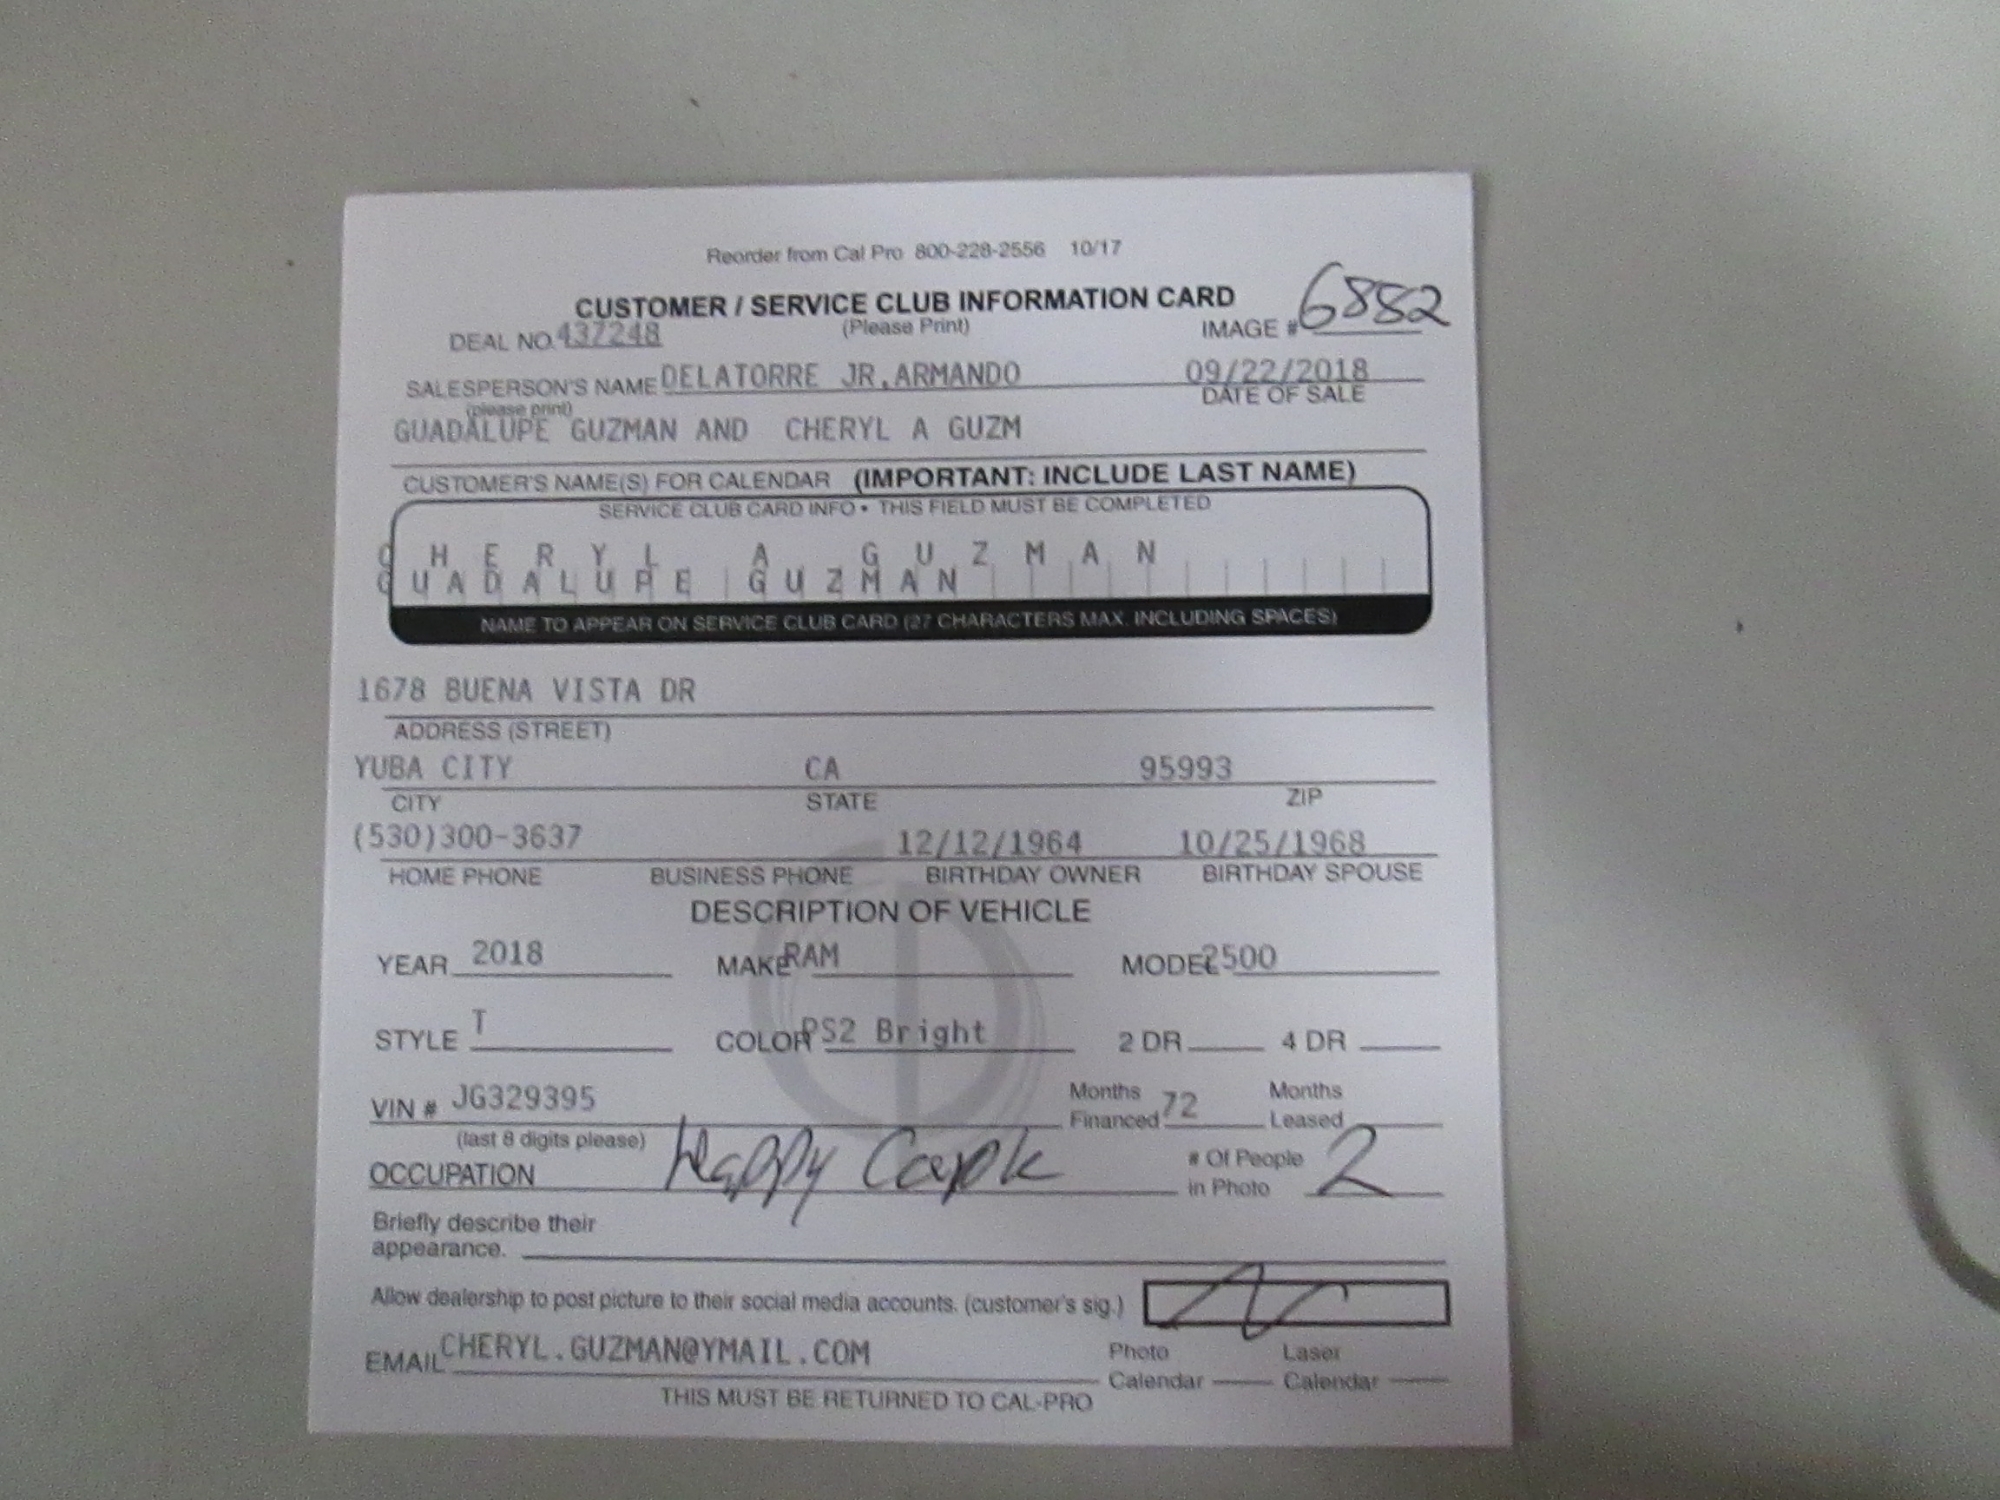 Reorder from Cal Pro 800-228-2556 10/17
CUSTOMER / SERVICE CLUB INFORMATION CARD
(Please Print)
DEAL NO. 437248 IMAGE # 6882
SALESPERSON'S NAME DELATORRE JR,ARMANDO 09/22/2018
(please print) DATE OF SALE
GUADALUPE GUZMAN AND CHERYL A GUZM
CUSTOMER'S NAME(S) FOR CALENDAR (IMPORTANT: INCLUDE LAST NAME)
SERVICE CLUB CARD INFO • THIS FIELD MUST BE COMPLETED
CHERYL A GUZMAN
GUADALUPE GUZMAN
NAME TO APPEAR ON SERVICE CLUB CARD (27 CHARACTERS MAX. INCLUDING SPACES)
1678 BUENA VISTA DR
ADDRESS (STREET)
YUBA CITY CA 95993
CITY STATE ZIP
(530)300-3637 12/12/1964 10/25/1968
HOME PHONE BUSINESS PHONE BIRTHDAY OWNER BIRTHDAY SPOUSE
DESCRIPTION OF VEHICLE
YEAR 2018 MAKE RAM MODEL 2500
STYLE T COLOR PS2 Bright 2 DR 4 DR
VIN # JG329395 Months Financed 72 Months Leased
(last 8 digits please)
OCCUPATION Happy # Of People in Photo 2
Briefly describe their
appearance.
Allow dealership to post picture to their social media accounts. (customer's sig.)
EMAIL CHERYL.GUZMAN@YMAIL.COM Photo Calendar Laser Calendar
THIS MUST BE RETURNED TO CAL-PRO